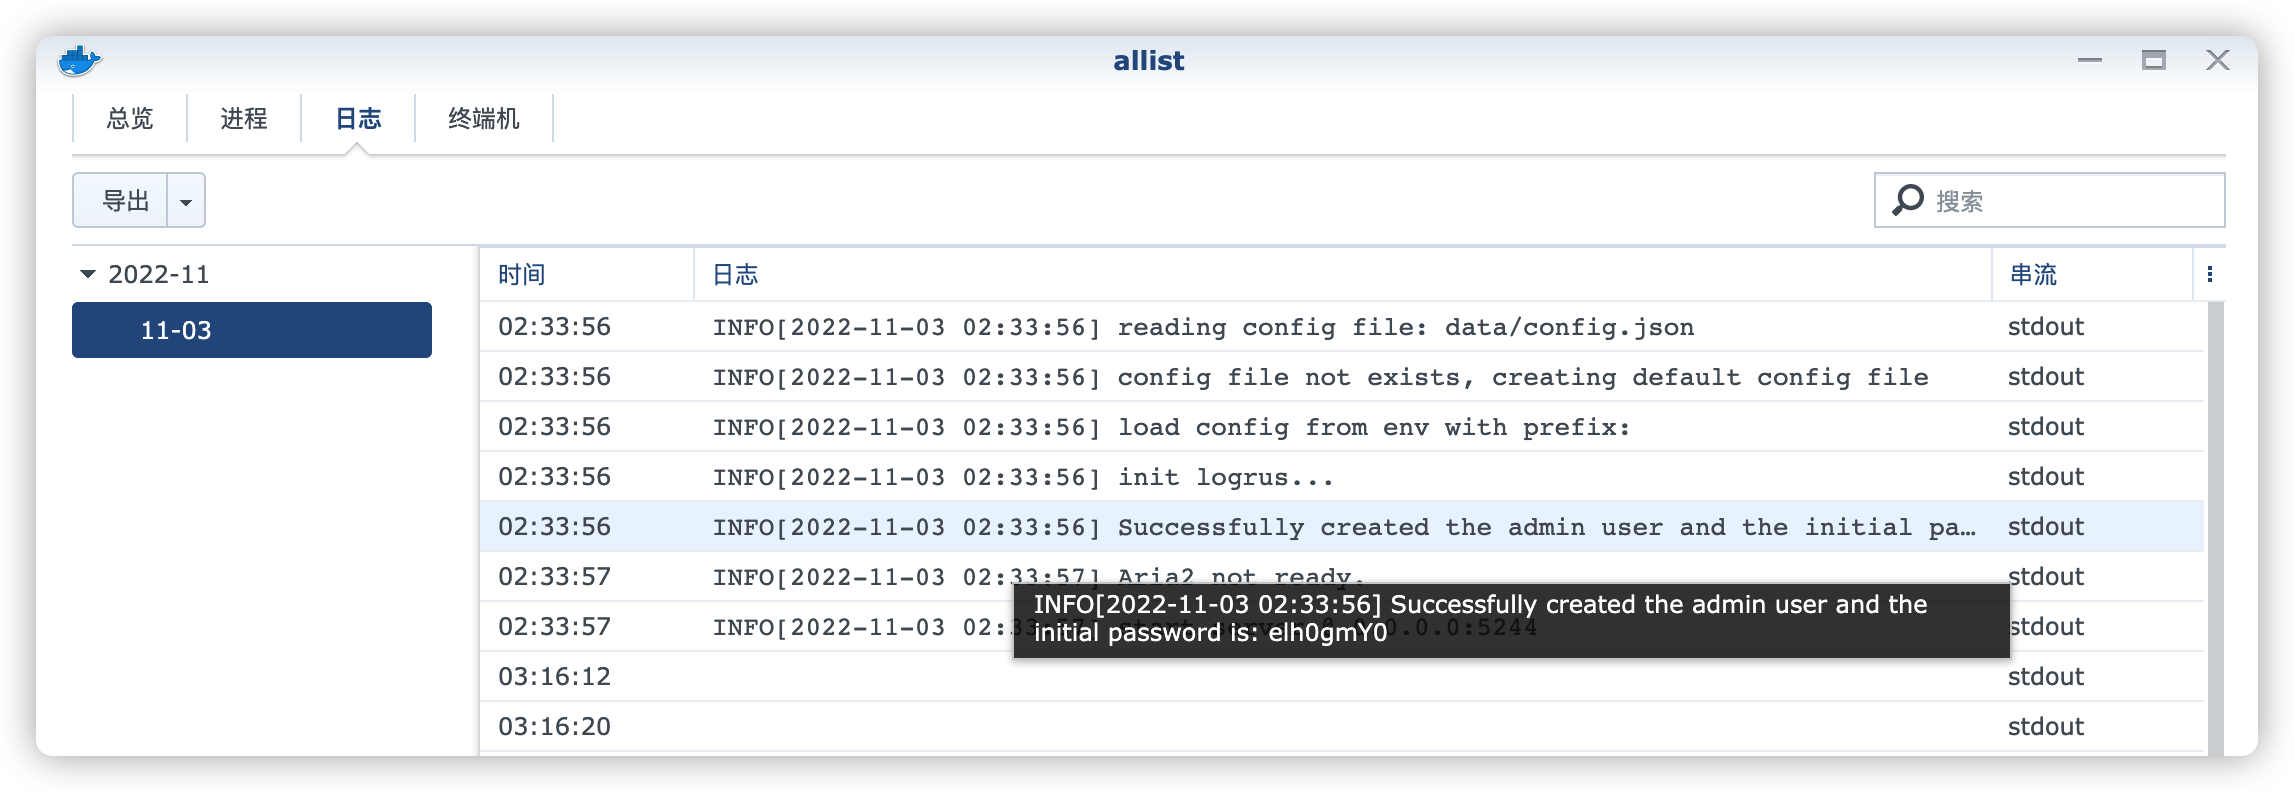 allist
总览 进程 日志 终端机
导出 搜索
2022-11
11-03
时间 日志 串流
02:33:56 INFO[2022-11-03 02:33:56] reading config file: data/config.json stdout
02:33:56 INFO[2022-11-03 02:33:56] config file not exists, creating default config file stdout
02:33:56 INFO[2022-11-03 02:33:56] load config from env with prefix: stdout
02:33:56 INFO[2022-11-03 02:33:56] init logrus... stdout
02:33:56 INFO[2022-11-03 02:33:56] Successfully created the admin user and the initial pa… stdout
02:33:57 INFO[2022-11-03 02:33:57] Aria2 not ready. stdout
INFO[2022-11-03 02:33:56] Successfully created the admin user and the
initial password is: elh0gmY0
02:33:57 INFO[2022-11-03 02:33:57] start server @ 0.0.0.0:5244 stdout
03:16:12 stdout
03:16:20 stdout